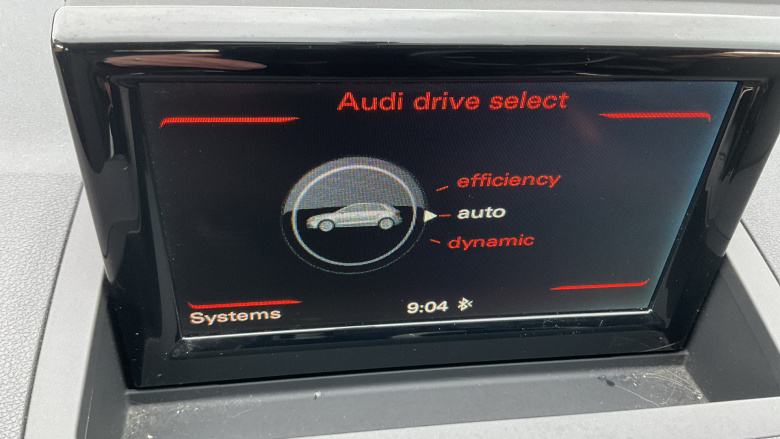 Audi drive select
efficiency
auto
dynamic
Systems
9:04